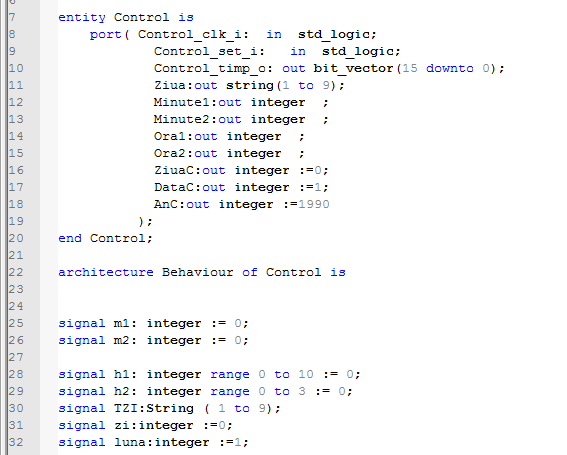 7 entity Control is
8 port( Control_clk_i: in std_logic;
9 Control_set_i: in std_logic;
10 Control_timp_o: out bit_vector(15 downto 0);
11 Ziua:out string(1 to 9);
12 Minute1:out integer ;
13 Minute2:out integer ;
14 Ora1:out integer ;
15 Ora2:out integer ;
16 ZiuaC:out integer :=0;
17 DataC:out integer :=1;
18 AnC:out integer :=1990
19 );
20 end Control;
21
22 architecture Behaviour of Control is
23
24
25 signal m1: integer := 0;
26 signal m2: integer := 0;
27
28 signal h1: integer range 0 to 10 := 0;
29 signal h2: integer range 0 to 3 := 0;
30 signal TZI:String ( 1 to 9);
31 signal zi:integer :=0;
32 signal luna:integer :=1;